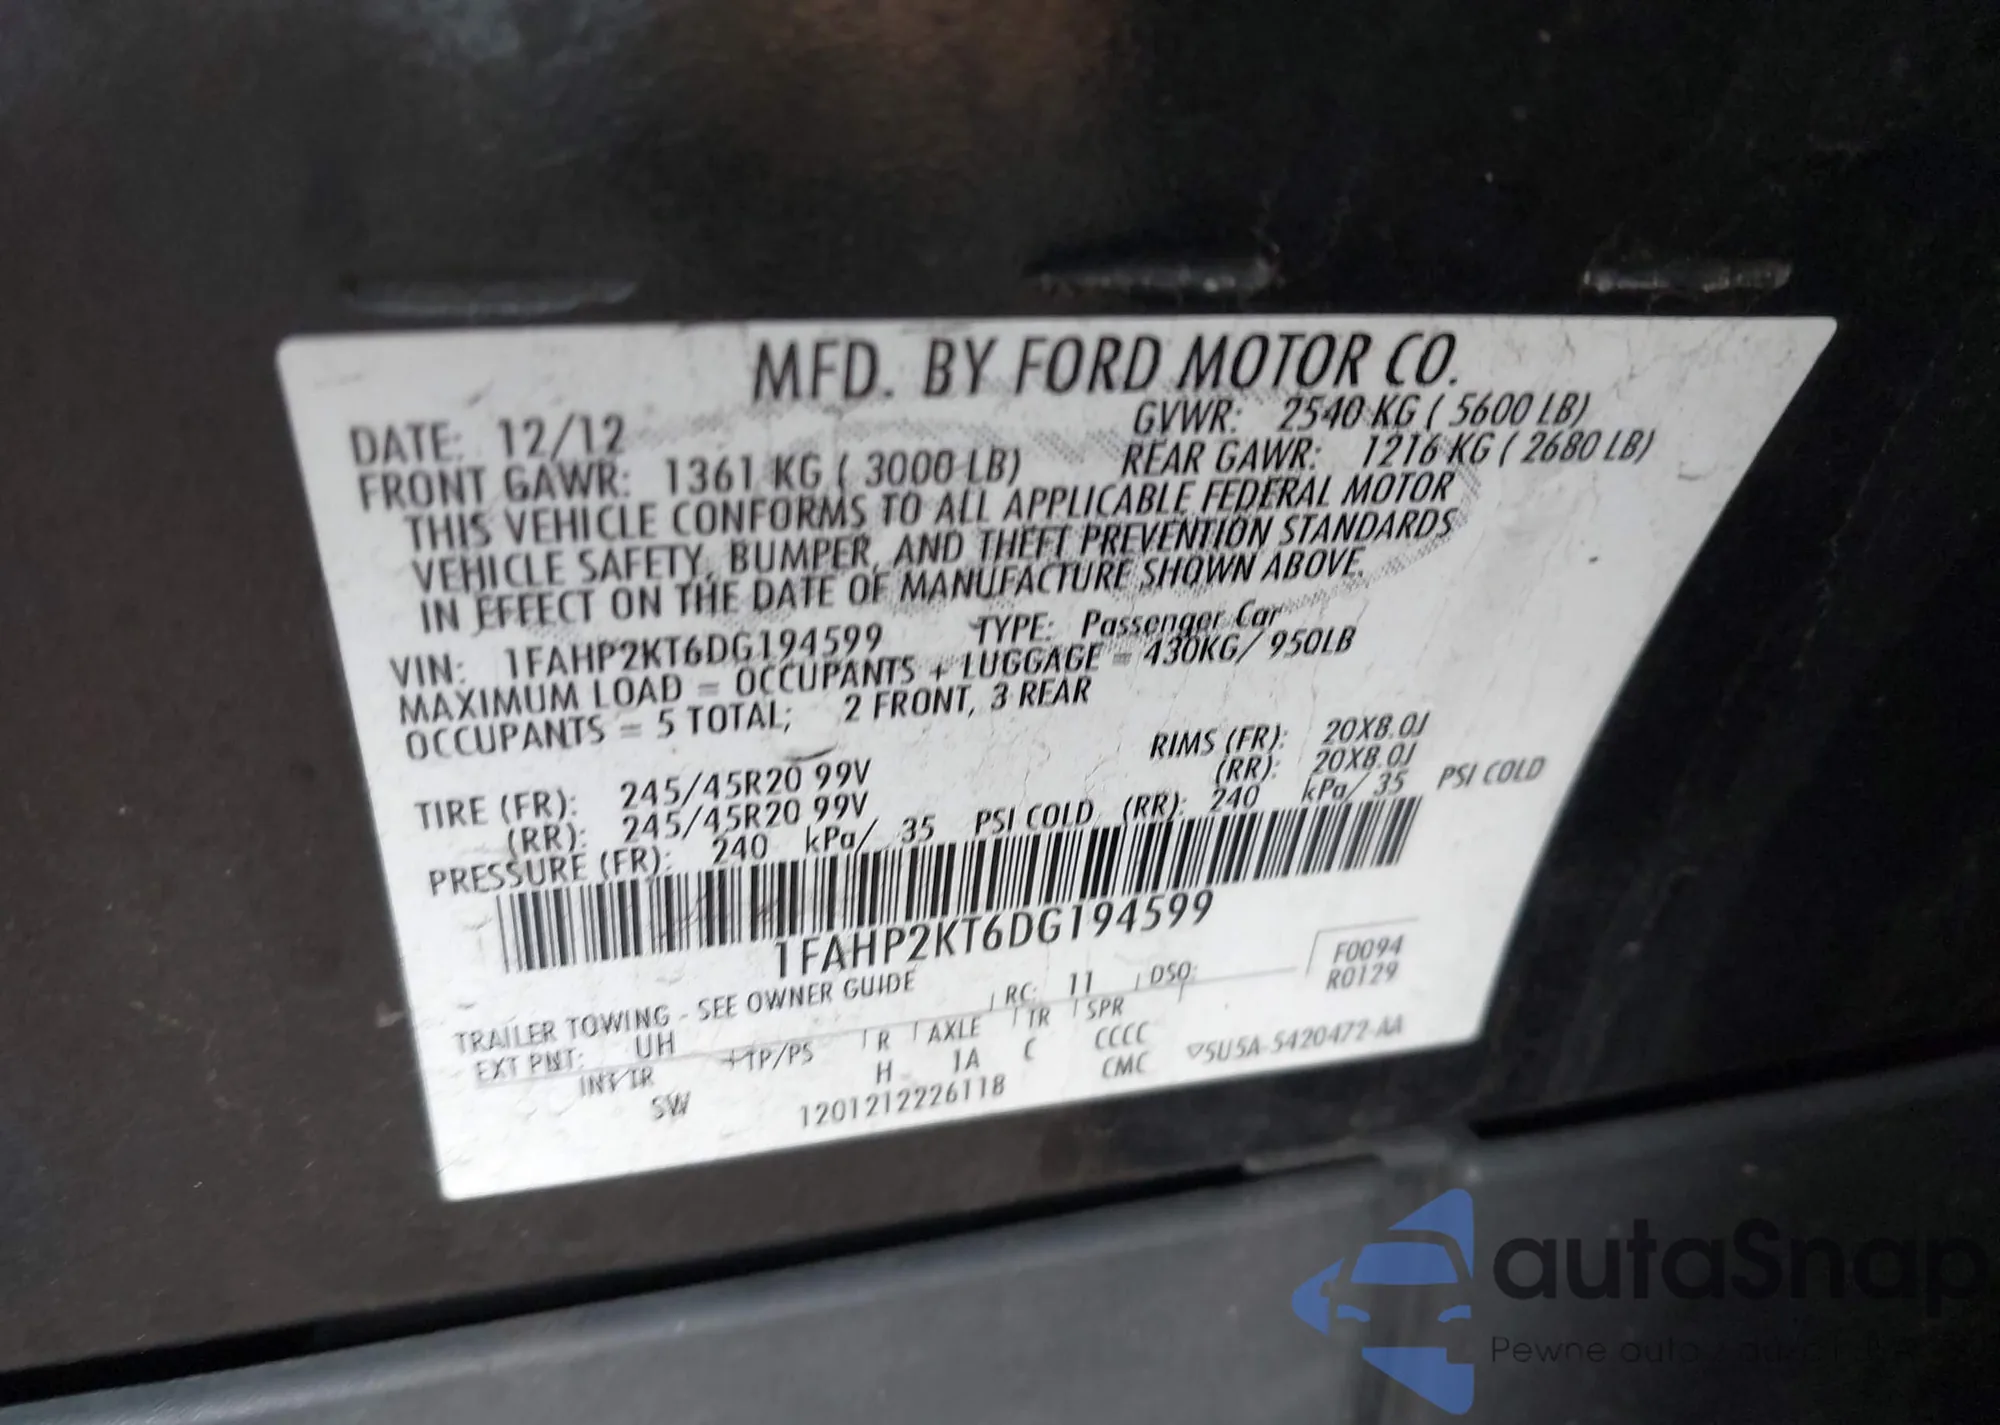 MFD. BY FORD MOTOR CO.
DATE: 12/12 GVWR: 2540 KG ( 5600 LB)
FRONT GAWR: 1361 KG ( 3000 LB) REAR GAWR: 1216 KG ( 2680 LB)
THIS VEHICLE CONFORMS TO ALL APPLICABLE FEDERAL MOTOR
VEHICLE SAFETY, BUMPER, AND THEFT PREVENTION STANDARDS
IN EFFECT ON THE DATE OF MANUFACTURE SHOWN ABOVE.
VIN: 1FAHP2KT6DG194599 TYPE: Passenger Car
MAXIMUM LOAD = OCCUPANTS + LUGGAGE = 430KG/ 950LB
OCCUPANTS = 5 TOTAL; 2 FRONT, 3 REAR
TIRE (FR): 245/45R20 99V RIMS (FR): 20X8.0J
(RR): 245/45R20 99V (RR): 20X8.0J
PRESSURE (FR): 240 kPa/ 35 PSI COLD (RR): 240 kPa/ 35 PSI COLD
1FAHP2KT6DG194599
F0094
R0129
TRAILER TOWING - SEE OWNER GUIDE
EXT PNT: UH RC: 11 DSO:
INT TR TP/PS R AXLE TR SPR
SW H 1A C CCCC
CMC
1201212226118
5U5A-5420472-AA
autaSnap
Pewne auta